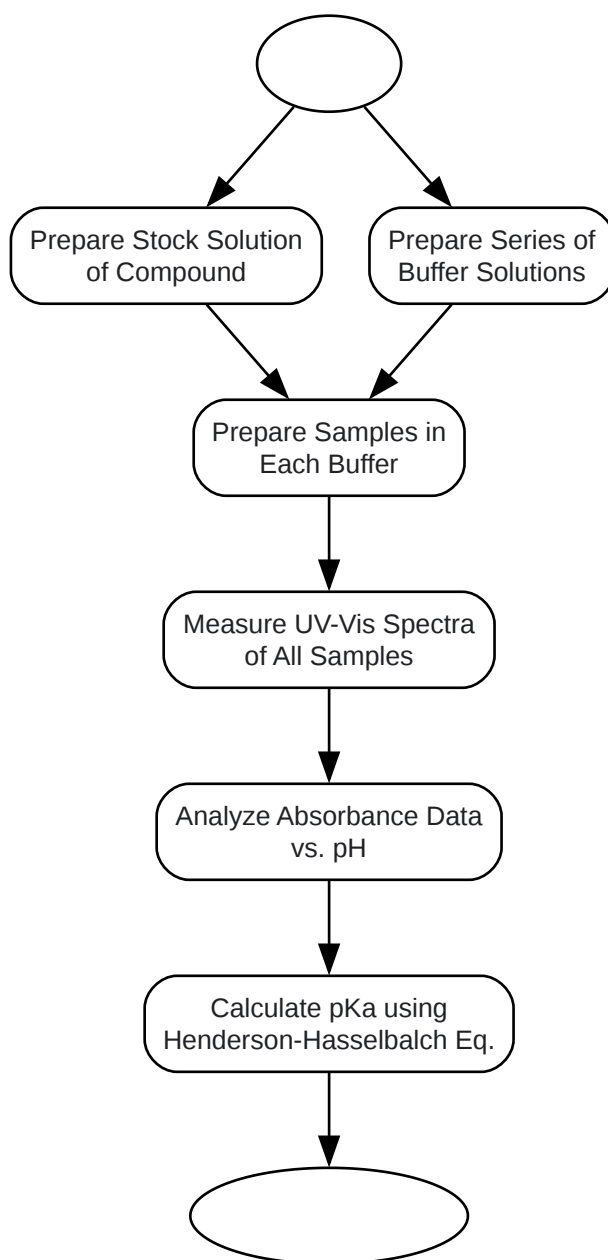 Prepare Stock Solution
of Compound
Prepare Series of
Buffer Solutions
Prepare Samples in
Each Buffer
Measure UV-Vis Spectra
of All Samples
Analyze Absorbance Data
vs. pH
Calculate pKa using
Henderson-Hasselbalch Eq.